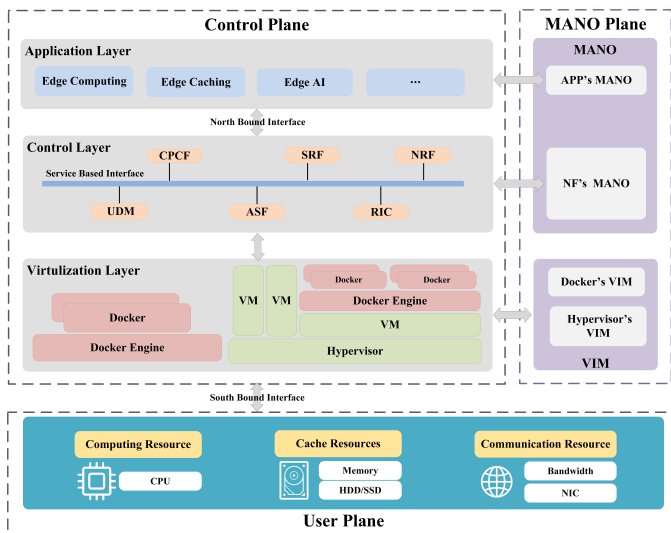 Control Plane
MANO Plane
Application Layer
Edge Computing
Edge Caching
Edge AI
...
MANO
APP's MANO
North Bound Interface
Control Layer
CPCF
SRF
NRF
Service Based Interface
UDM
ASF
RIC
NF's MANO
Virtulization Layer
Docker
Docker Engine
VM
VM
Docker
Docker
Docker Engine
VM
Hypervisor
Docker's VIM
Hypervisor's
VIM
VIM
South Bound Interface
Computing Resource
CPU
Cache Resources
Memory
HDD/SSD
Communication Resource
Bandwidth
NIC
User Plane